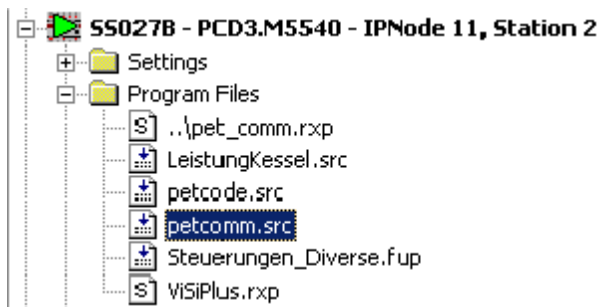 SS027B - PCD3.M5540 - IPNode 11, Station 2
Settings
Program Files
..\pet_comm.rxp
LeistungKessel.src
petcode.src
petcomm.src
Steuerungen_Diverse.fup
ViSiPlus.rxp